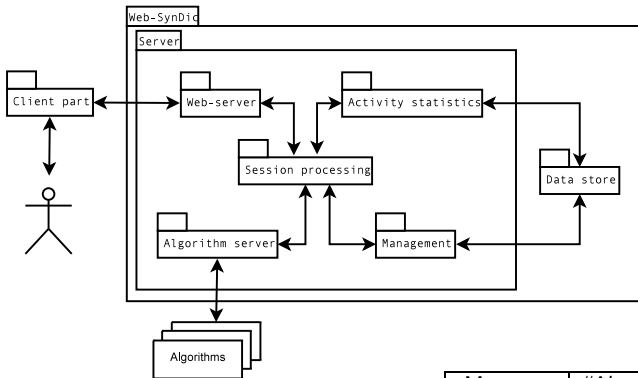 Web-SynDic
Server
Client part
Web-server
Activity statistics
Session processing
Data store
Algorithm server
Management
Algorithms